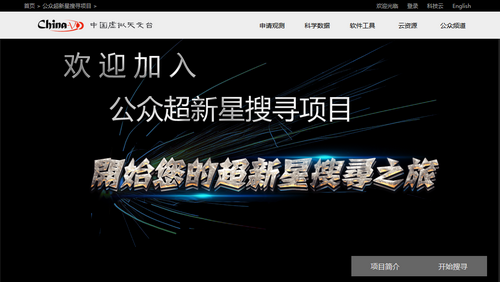 首页 > 公众超新星搜寻项目 >
欢迎光临 登录 科技云 English
China-VO 中国虚拟天文台
申请观测 科学数据 软件工具 云资源 公众频道
欢迎加入
公众超新星搜寻项目
開始您的超新星搜尋之旅
项目简介 开始搜寻